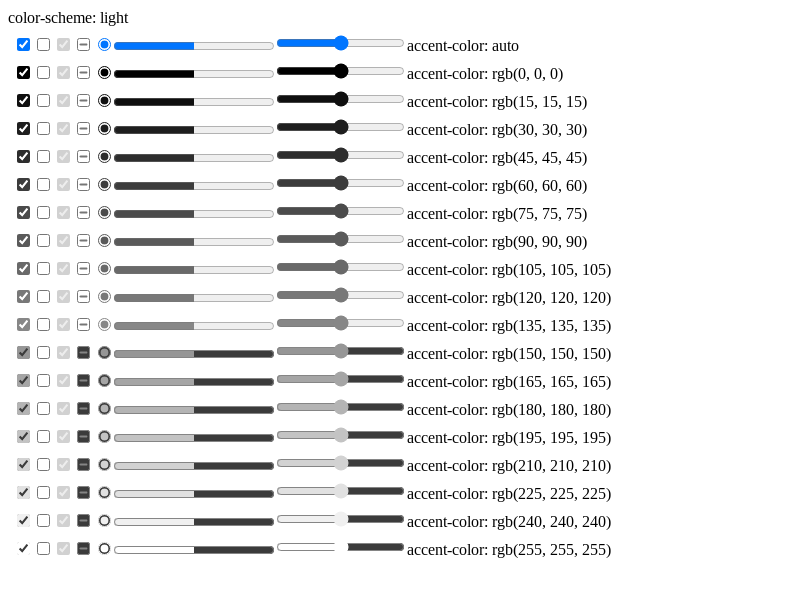 color-scheme: light
accent-color: auto
accent-color: rgb(0, 0, 0)
accent-color: rgb(15, 15, 15)
accent-color: rgb(30, 30, 30)
accent-color: rgb(45, 45, 45)
accent-color: rgb(60, 60, 60)
accent-color: rgb(75, 75, 75)
accent-color: rgb(90, 90, 90)
accent-color: rgb(105, 105, 105)
accent-color: rgb(120, 120, 120)
accent-color: rgb(135, 135, 135)
accent-color: rgb(150, 150, 150)
accent-color: rgb(165, 165, 165)
accent-color: rgb(180, 180, 180)
accent-color: rgb(195, 195, 195)
accent-color: rgb(210, 210, 210)
accent-color: rgb(225, 225, 225)
accent-color: rgb(240, 240, 240)
accent-color: rgb(255, 255, 255)